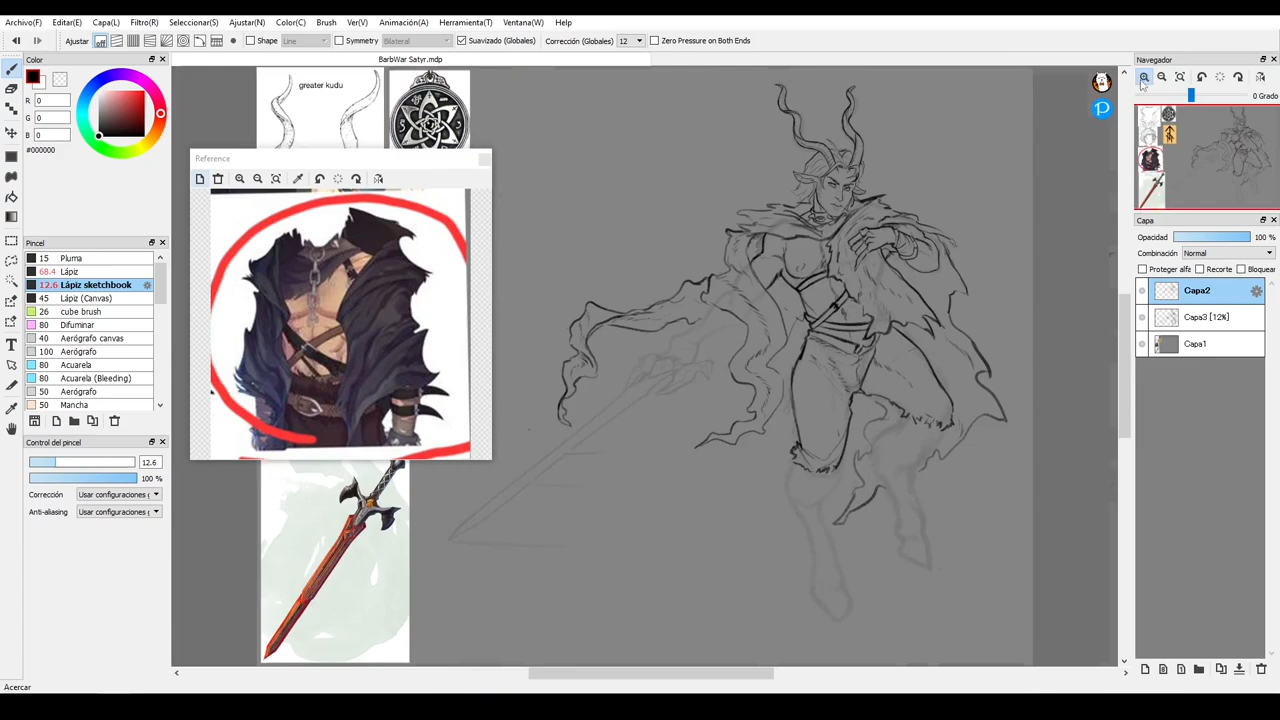 Archivo(F) Editar(E) Capa(L) Filtro(R) Seleccionar(S) Ajustar(N) Color(C) Brush Ver(V) Animación(A) Herramienta(T) Ventana(W) Help
Ajustar off Shape Line Symmetry Bilateral Suavizado (Globales) Corrección (Globales) 12 Zero Pressure on Both Ends
Color
BarbWar Satyr.mdp
Navegador
R 0
G 0
B 0
#000000
greater kudu
0 Grado
Reference
Capa
Opacidad 100 %
Combinación Normal
Proteger alfa Recorte Bloquear
Capa2
Capa3 [12%]
Capa1
Pincel
15 Pluma
68.4 Lápiz
12.6 Lápiz sketchbook
45 Lápiz (Canvas)
26 cube brush
80 Difuminar
40 Aerógrafo canvas
100 Aerógrafo
80 Acuarela
80 Acuarela (Bleeding)
50 Aerógrafo
50 Mancha
Control del pincel
12.6
100 %
Corrección Usar configuraciones g
Anti-aliasing Usar configuraciones g
Acercar